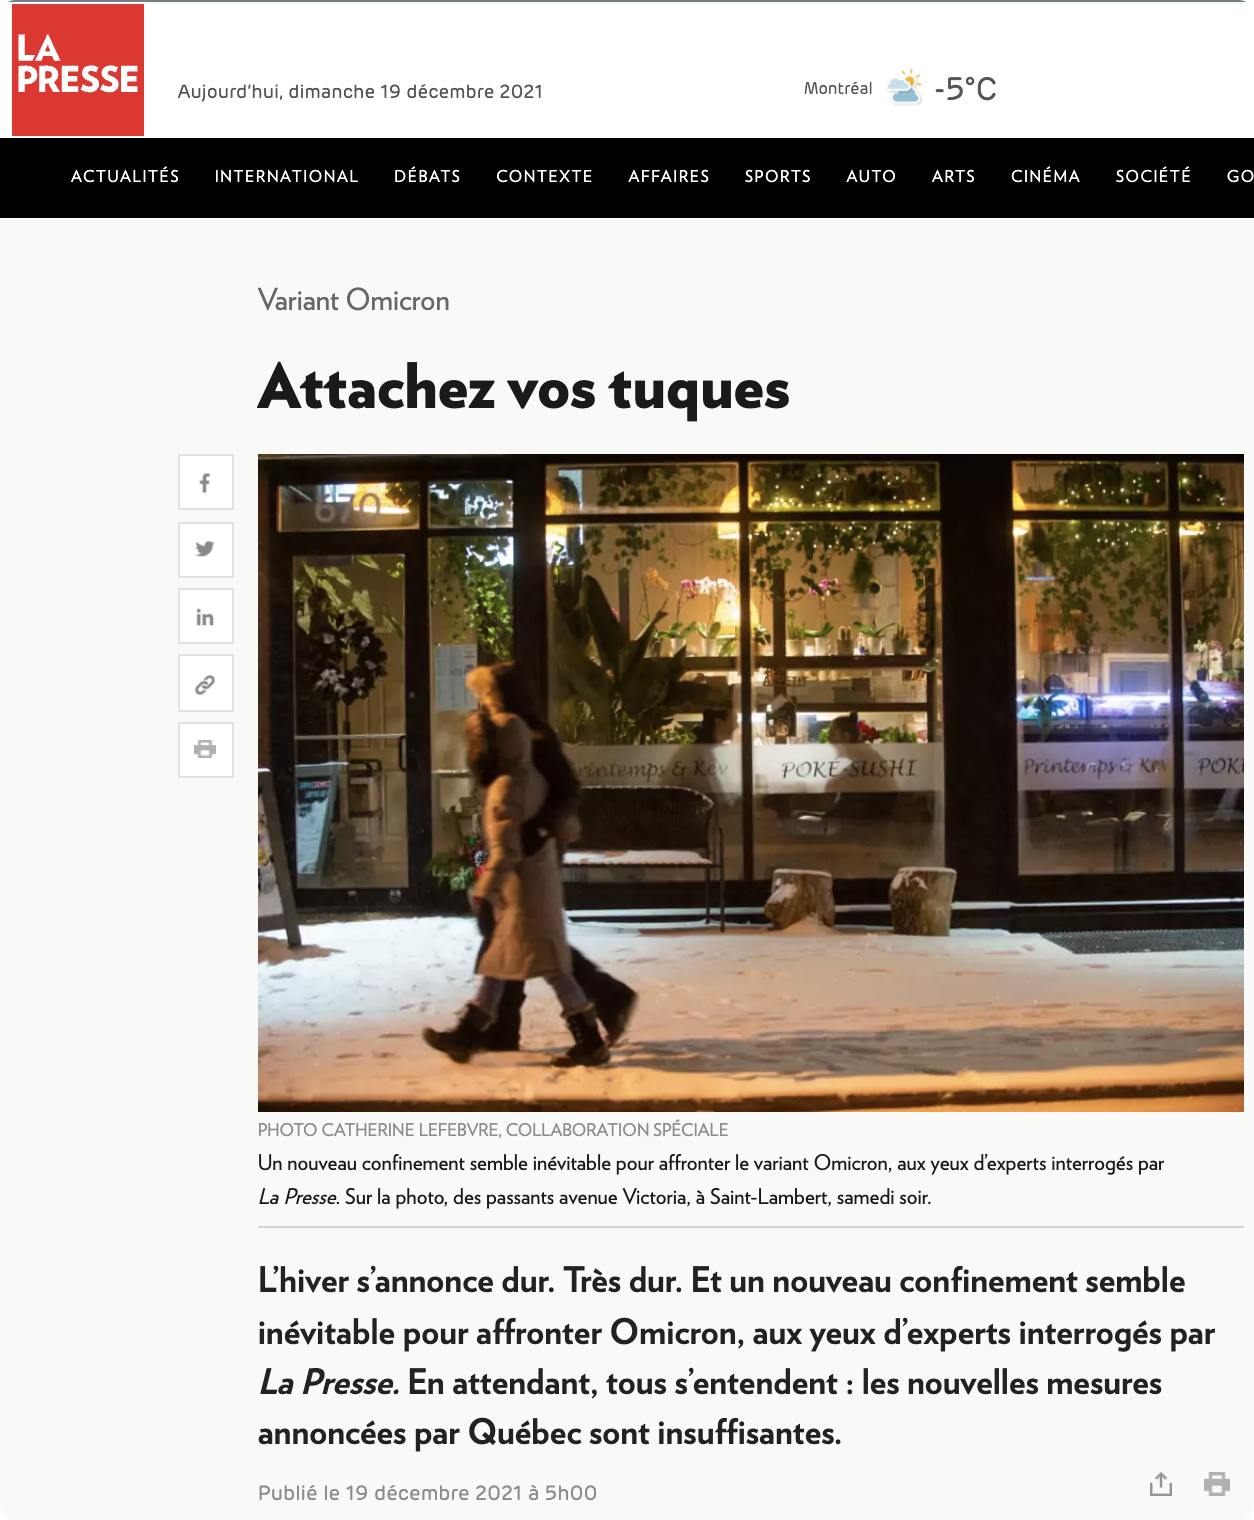 LA
PRESSE
Aujourd'hui, dimanche 19 décembre 2021
Montréal -5°C
ACTUALITÉS INTERNATIONAL DÉBATS CONTEXTE AFFAIRES SPORTS AUTO ARTS CINÉMA SOCIÉTÉ GO
Variant Omicron
Attachez vos tuques
670
Printemps & Kev POKÉ-SUSHI Printemps & Kev POKÉ
PHOTO CATHERINE LEFEBVRE, COLLABORATION SPÉCIALE
Un nouveau confinement semble inévitable pour affronter le variant Omicron, aux yeux d'experts interrogés par
La Presse. Sur la photo, des passants avenue Victoria, à Saint-Lambert, samedi soir.
L'hiver s'annonce dur. Très dur. Et un nouveau confinement semble
inévitable pour affronter Omicron, aux yeux d'experts interrogés par
La Presse. En attendant, tous s'entendent : les nouvelles mesures
annoncées par Québec sont insuffisantes.
Publié le 19 décembre 2021 à 5h00